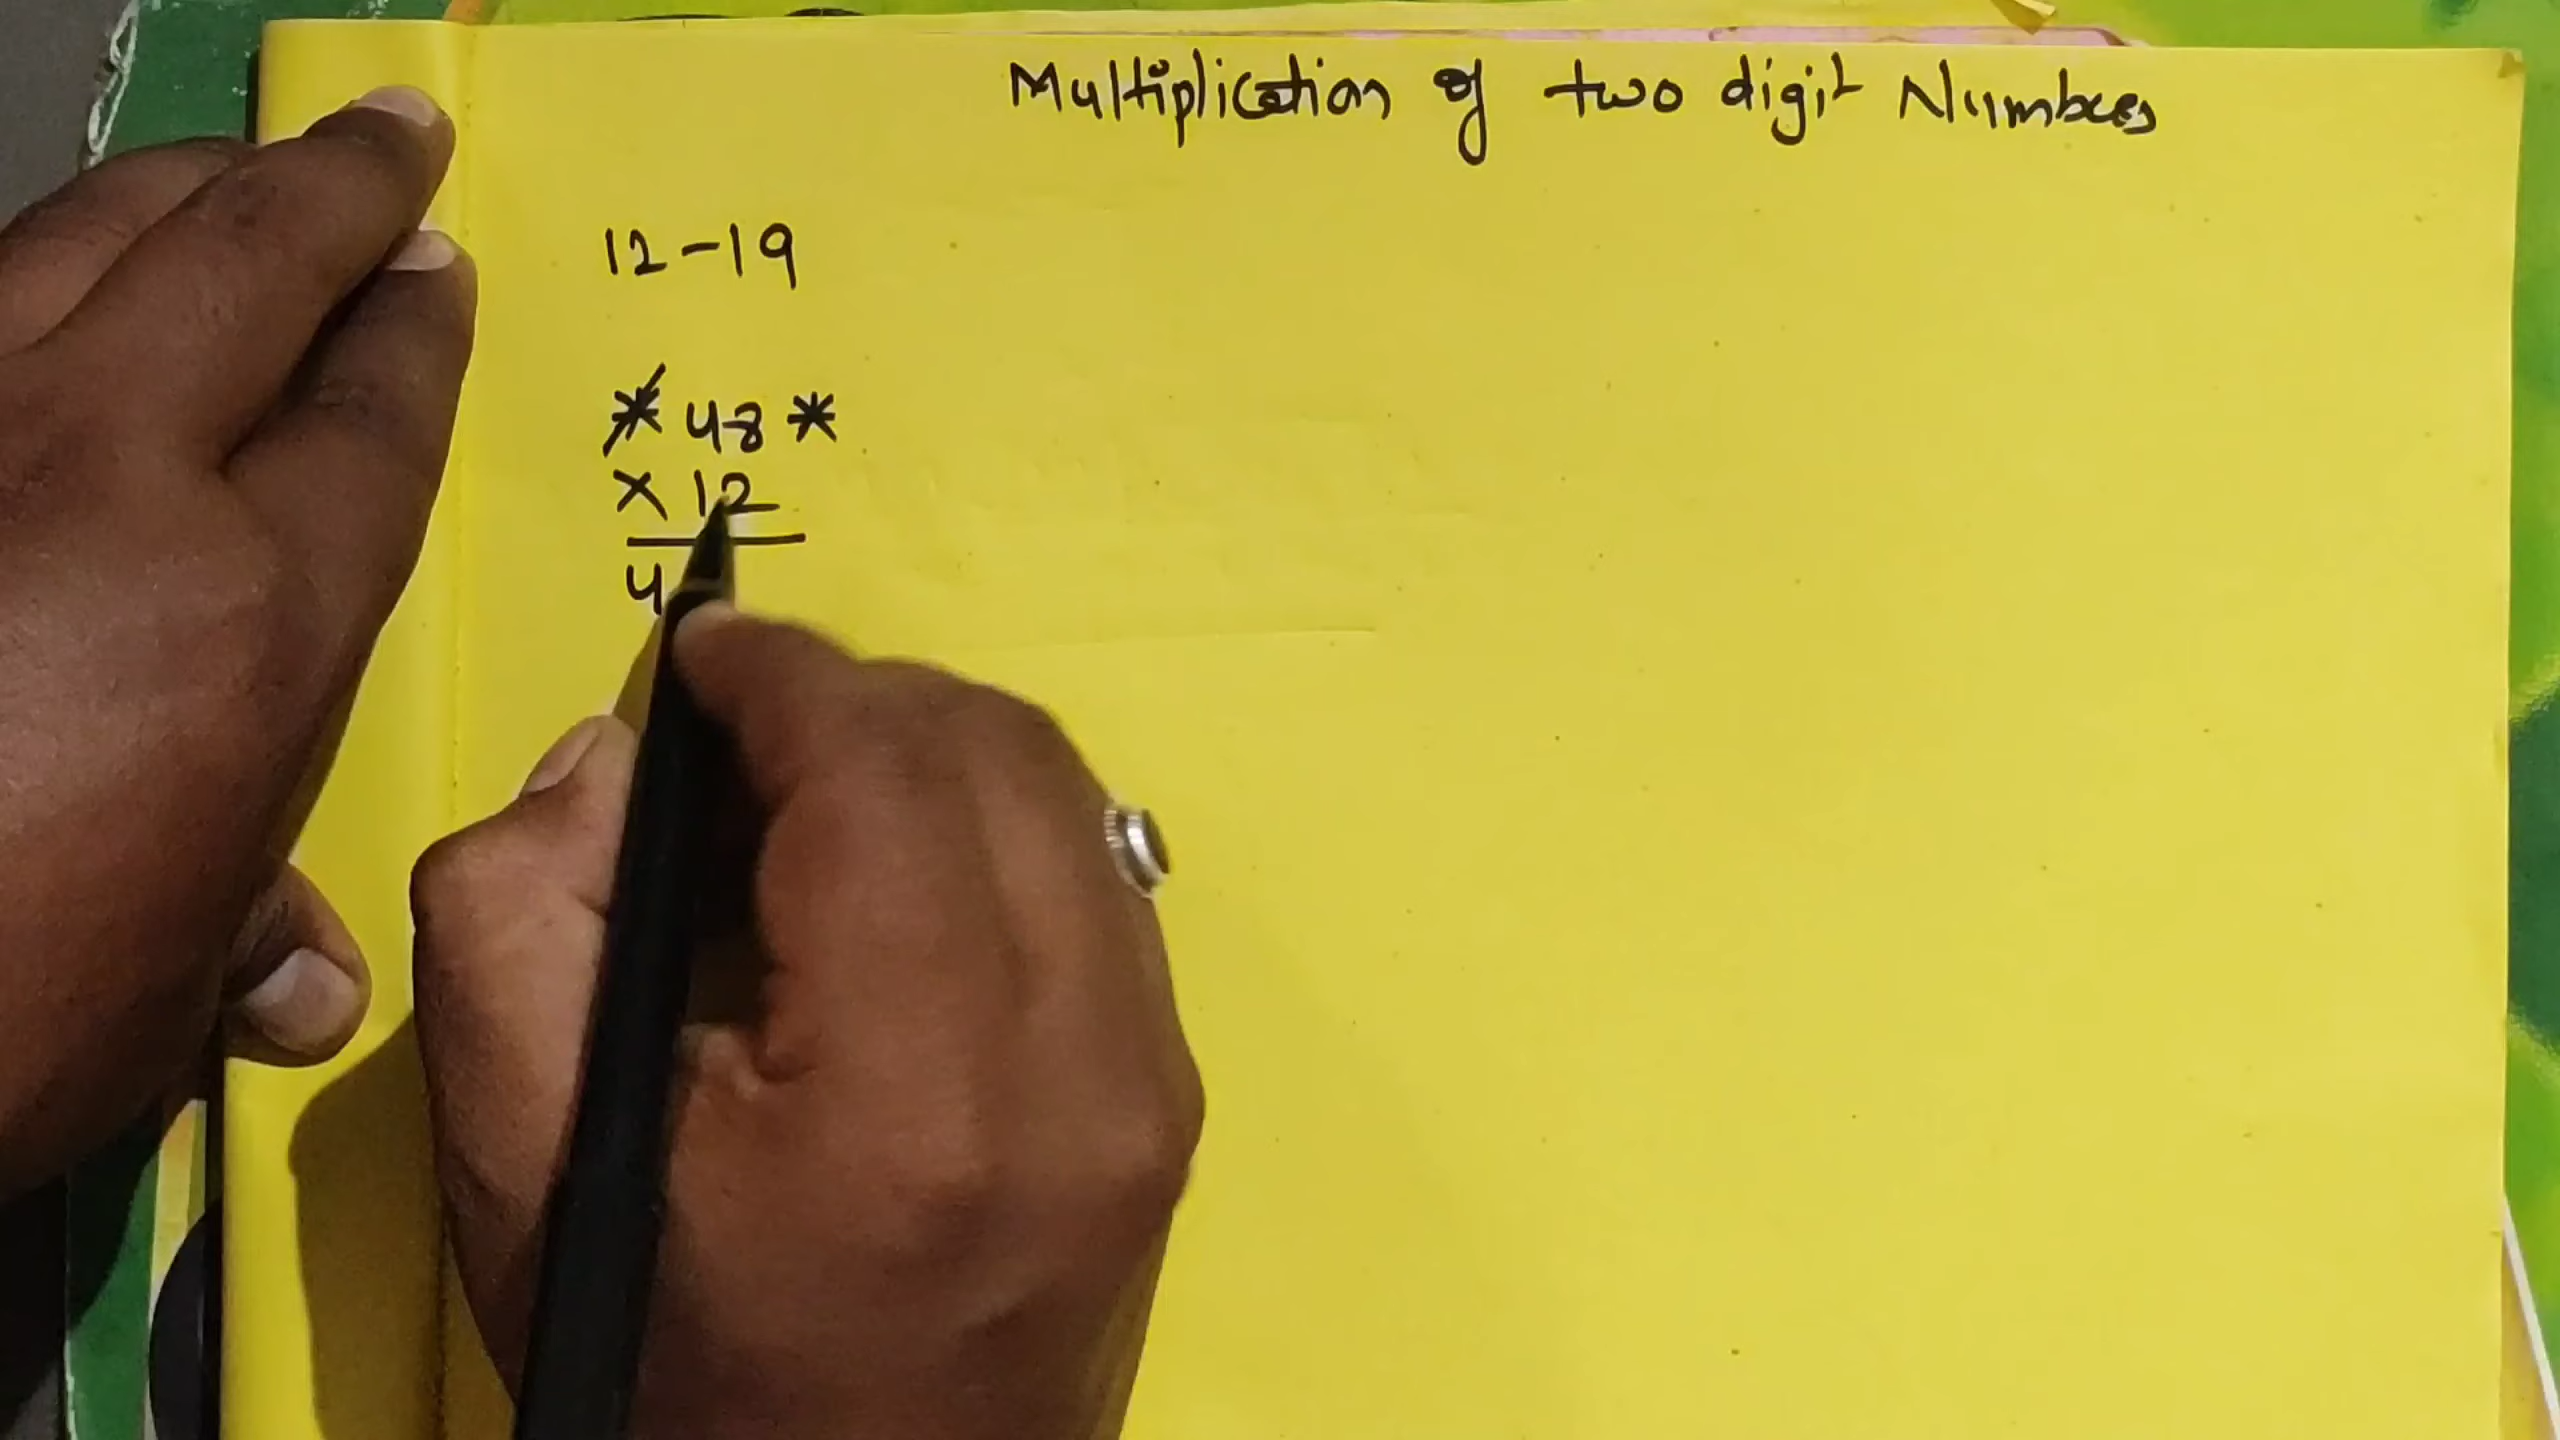 Multiplication of two digit Numbers
12-19
* 48 *
× 12
4